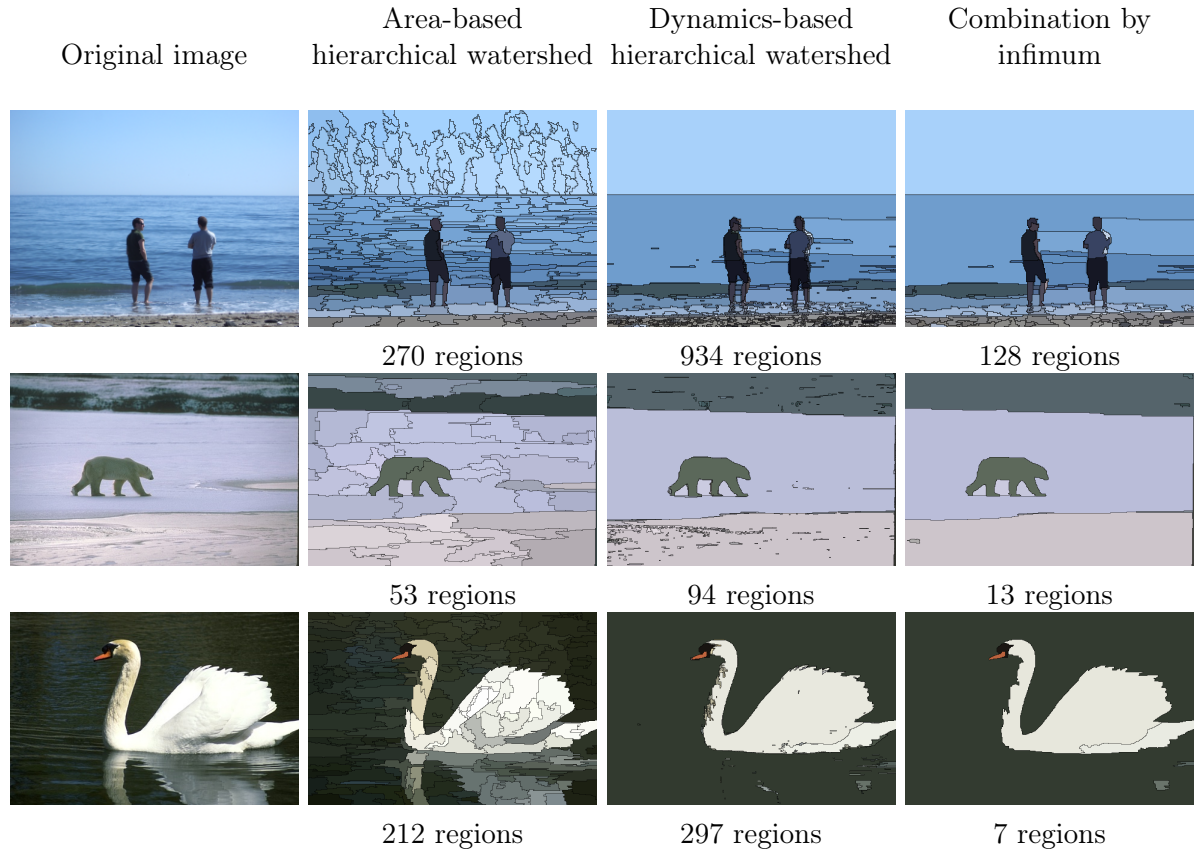 Original image
Area-based
hierarchical watershed
Dynamics-based
hierarchical watershed
Combination by
infimum
270 regions
934 regions
128 regions
53 regions
94 regions
13 regions
212 regions
297 regions
7 regions